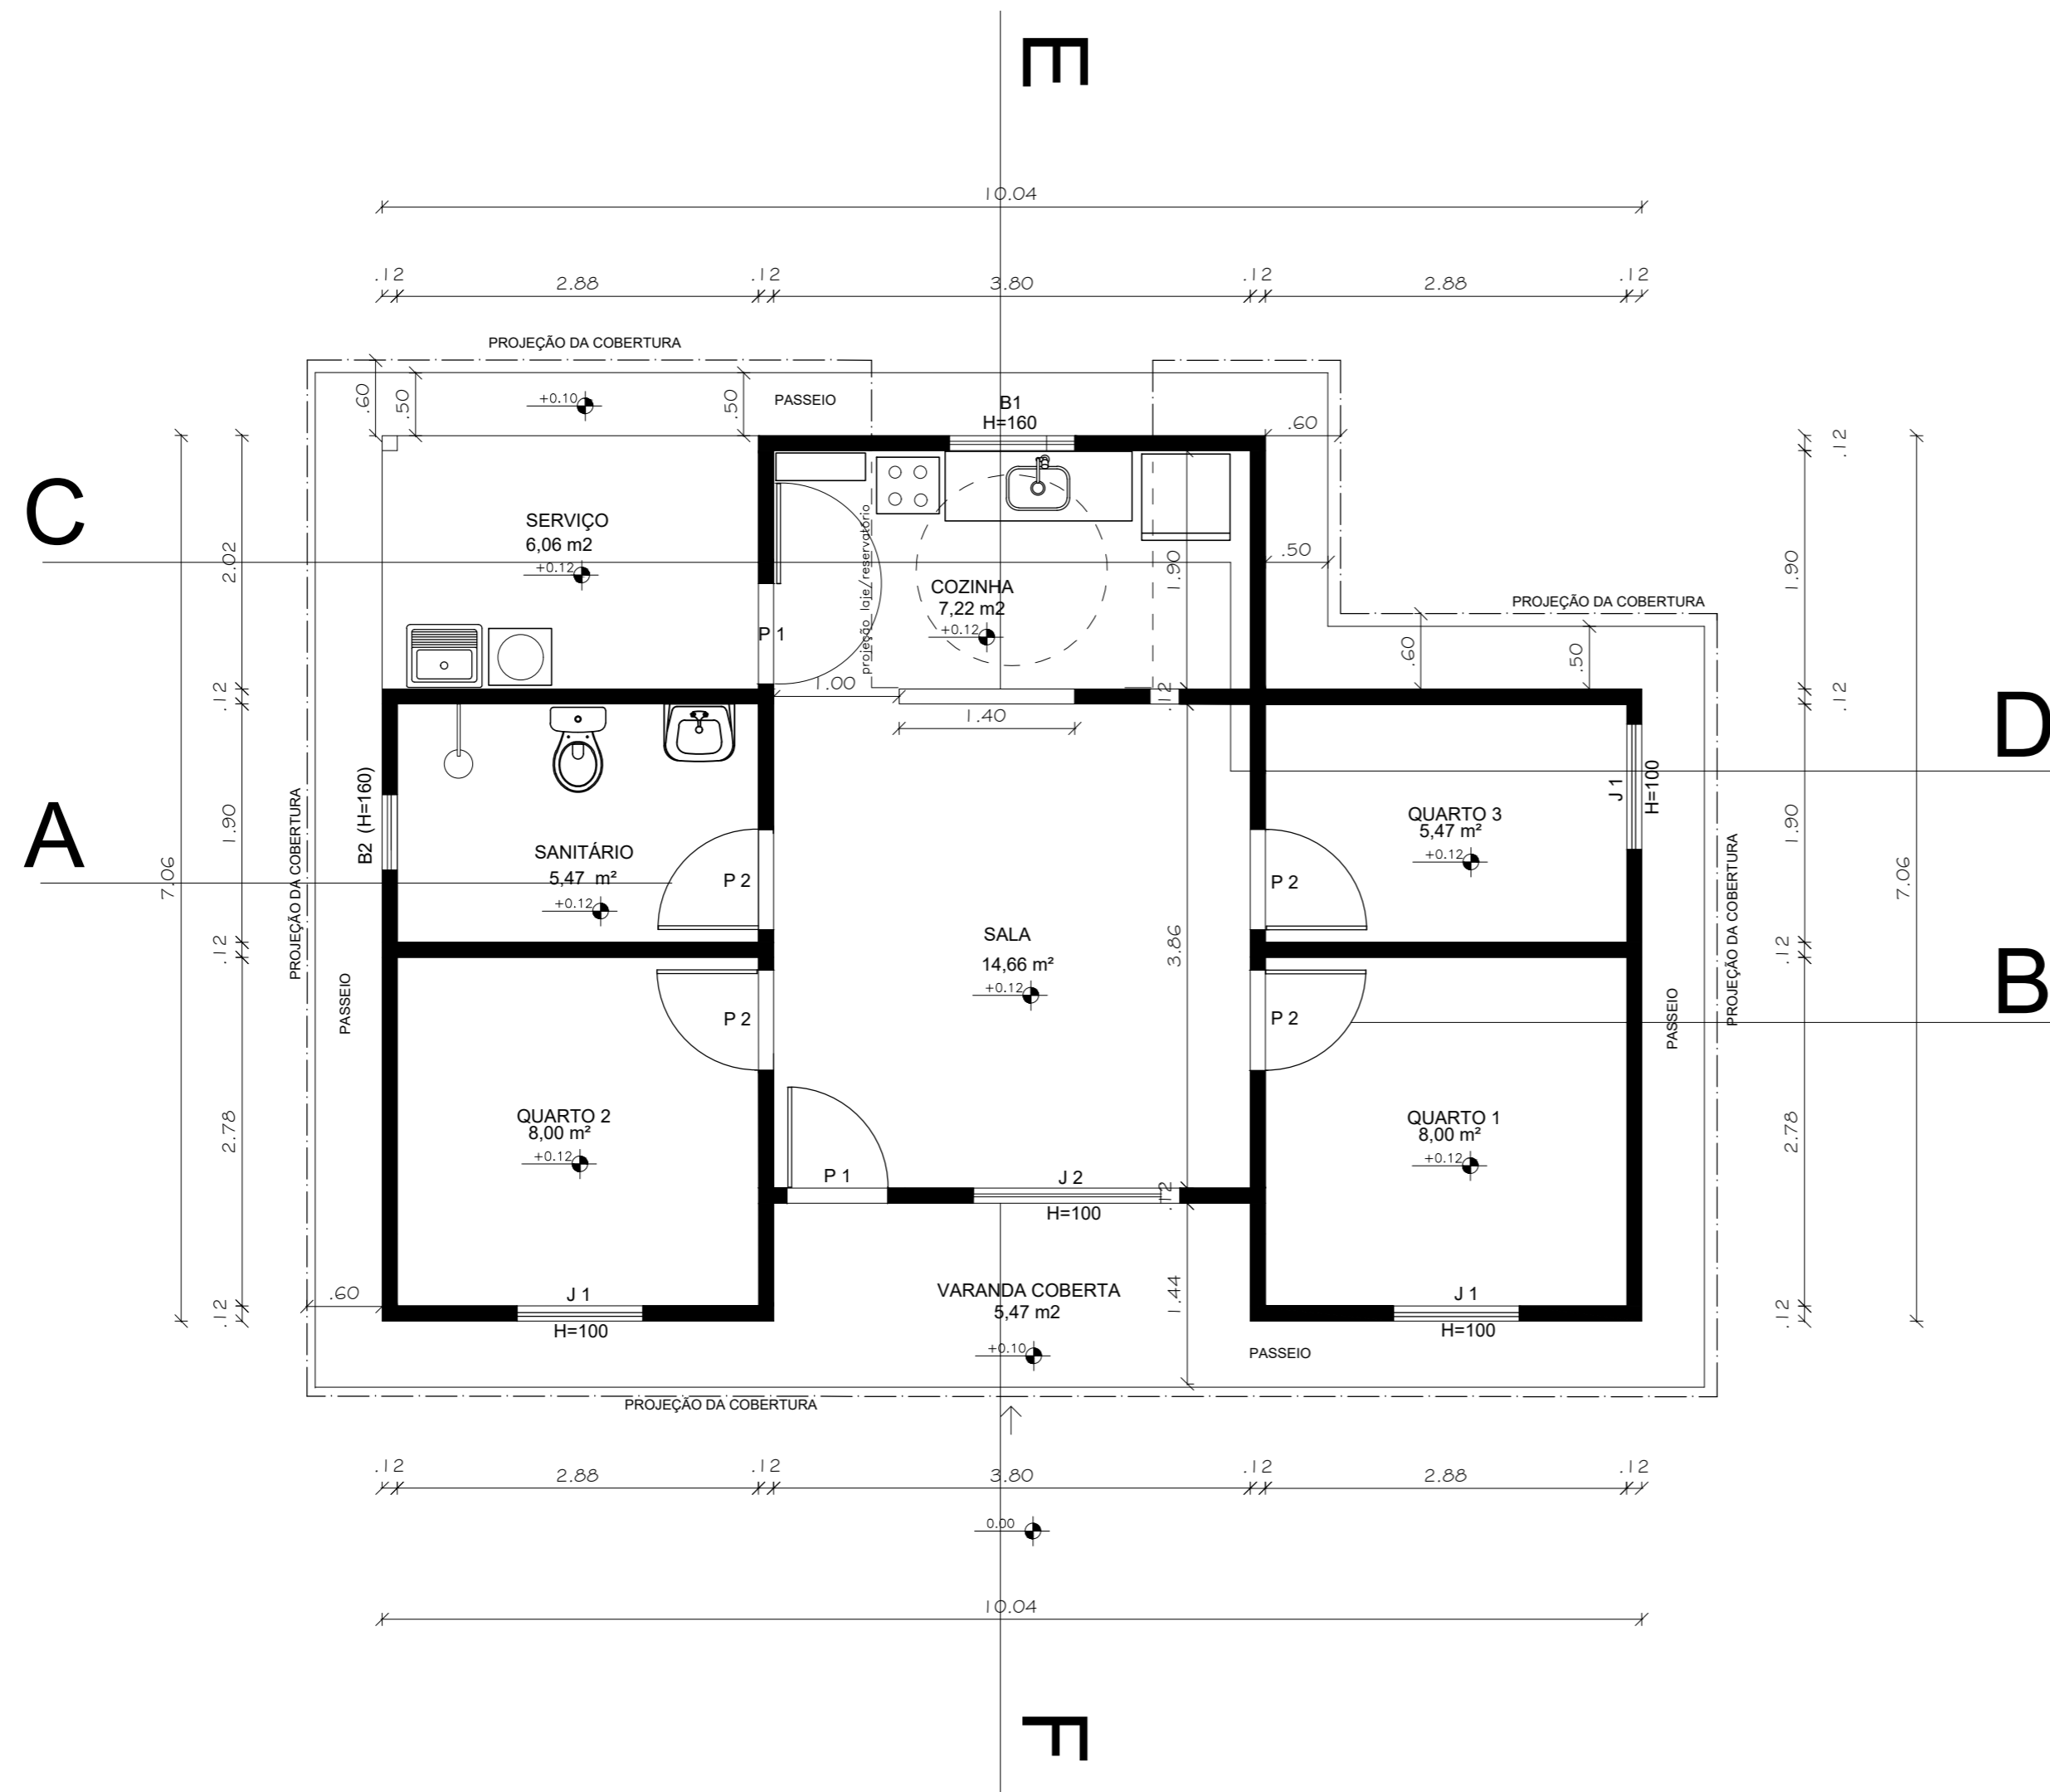 E
10.04
.12
2.88
.12
3.80
.12
2.88
.12
PROJEÇÃO DA COBERTURA
.60
.50
+0.10
.50
PASSEIO
B1
H=160
.60
.12
C
SERVIÇO
6,06 m2
+0.12
2.02
P 1
projeção laje/reservatório
COZINHA
7,22 m2
+0.12
1.90
.50
1.90
PROJEÇÃO DA COBERTURA
.60
.50
.12
1.00
1.40
.12
.12
D
A
7.06
1.90
PROJEÇÃO DA COBERTURA
B2 (H=160)
SANITÁRIO
5,47 m²
+0.12
P 2
P 2
QUARTO 3
5,47 m²
+0.12
J 1
H=100
PROJEÇÃO DA COBERTURA
1.90
7.06
.12
SALA
14,66 m²
+0.12
3.86
.12
B
PASSEIO
P 2
P 2
PASSEIO
2.78
QUARTO 2
8,00 m²
+0.12
QUARTO 1
8,00 m²
+0.12
2.78
P 1
J 2
H=100
.12
.60
.12
J 1
H=100
VARANDA COBERTA
5,47 m2
+0.10
1.44
J 1
H=100
.12
PASSEIO
PROJEÇÃO DA COBERTURA
.12
2.88
.12
3.80
.12
2.88
.12
0.00
10.04
F